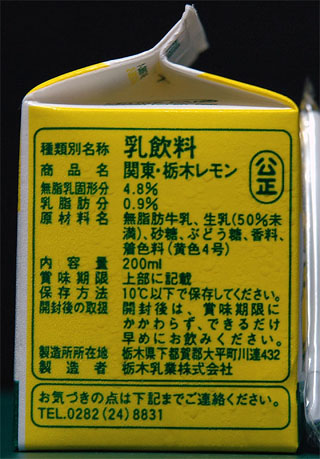 種類別名称 乳飲料
商品名 関東・栃木レモン
公正
無脂乳固形分 4.8%
乳脂肪分 0.9%
原材料名 無脂肪牛乳、生乳(50%未
満)、砂糖、ぶどう糖、香料、
着色料(黄色4号)
内容量 200ml
賞味期限 上部に記載
保存方法 10℃以下で保存してください。
開封後の取扱 開封後は、賞味期限に
かかわらず、できるだけ
早めにお飲みください。
製造所所在地 栃木県下都賀郡大平町川連432
製造者 栃木乳業株式会社
お気づきの点は下記までご連絡ください。
TEL.0282(24)8831